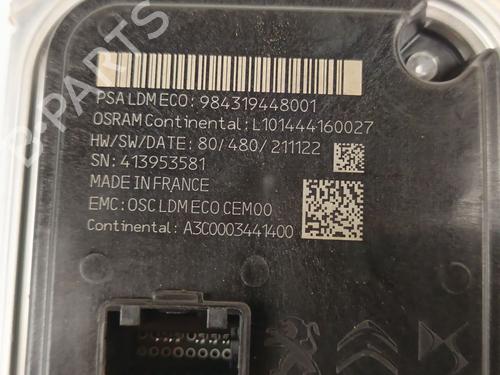 B-PARTS
PSA LDM ECO: 984319448001
OSRAM Continental: L101444160027
HW/SW/DATE: 80/480/211122
SN: 413953581
MADE IN FRANCE
EMC: OSC LDM ECO CEM00
Continental: A3C0003441400